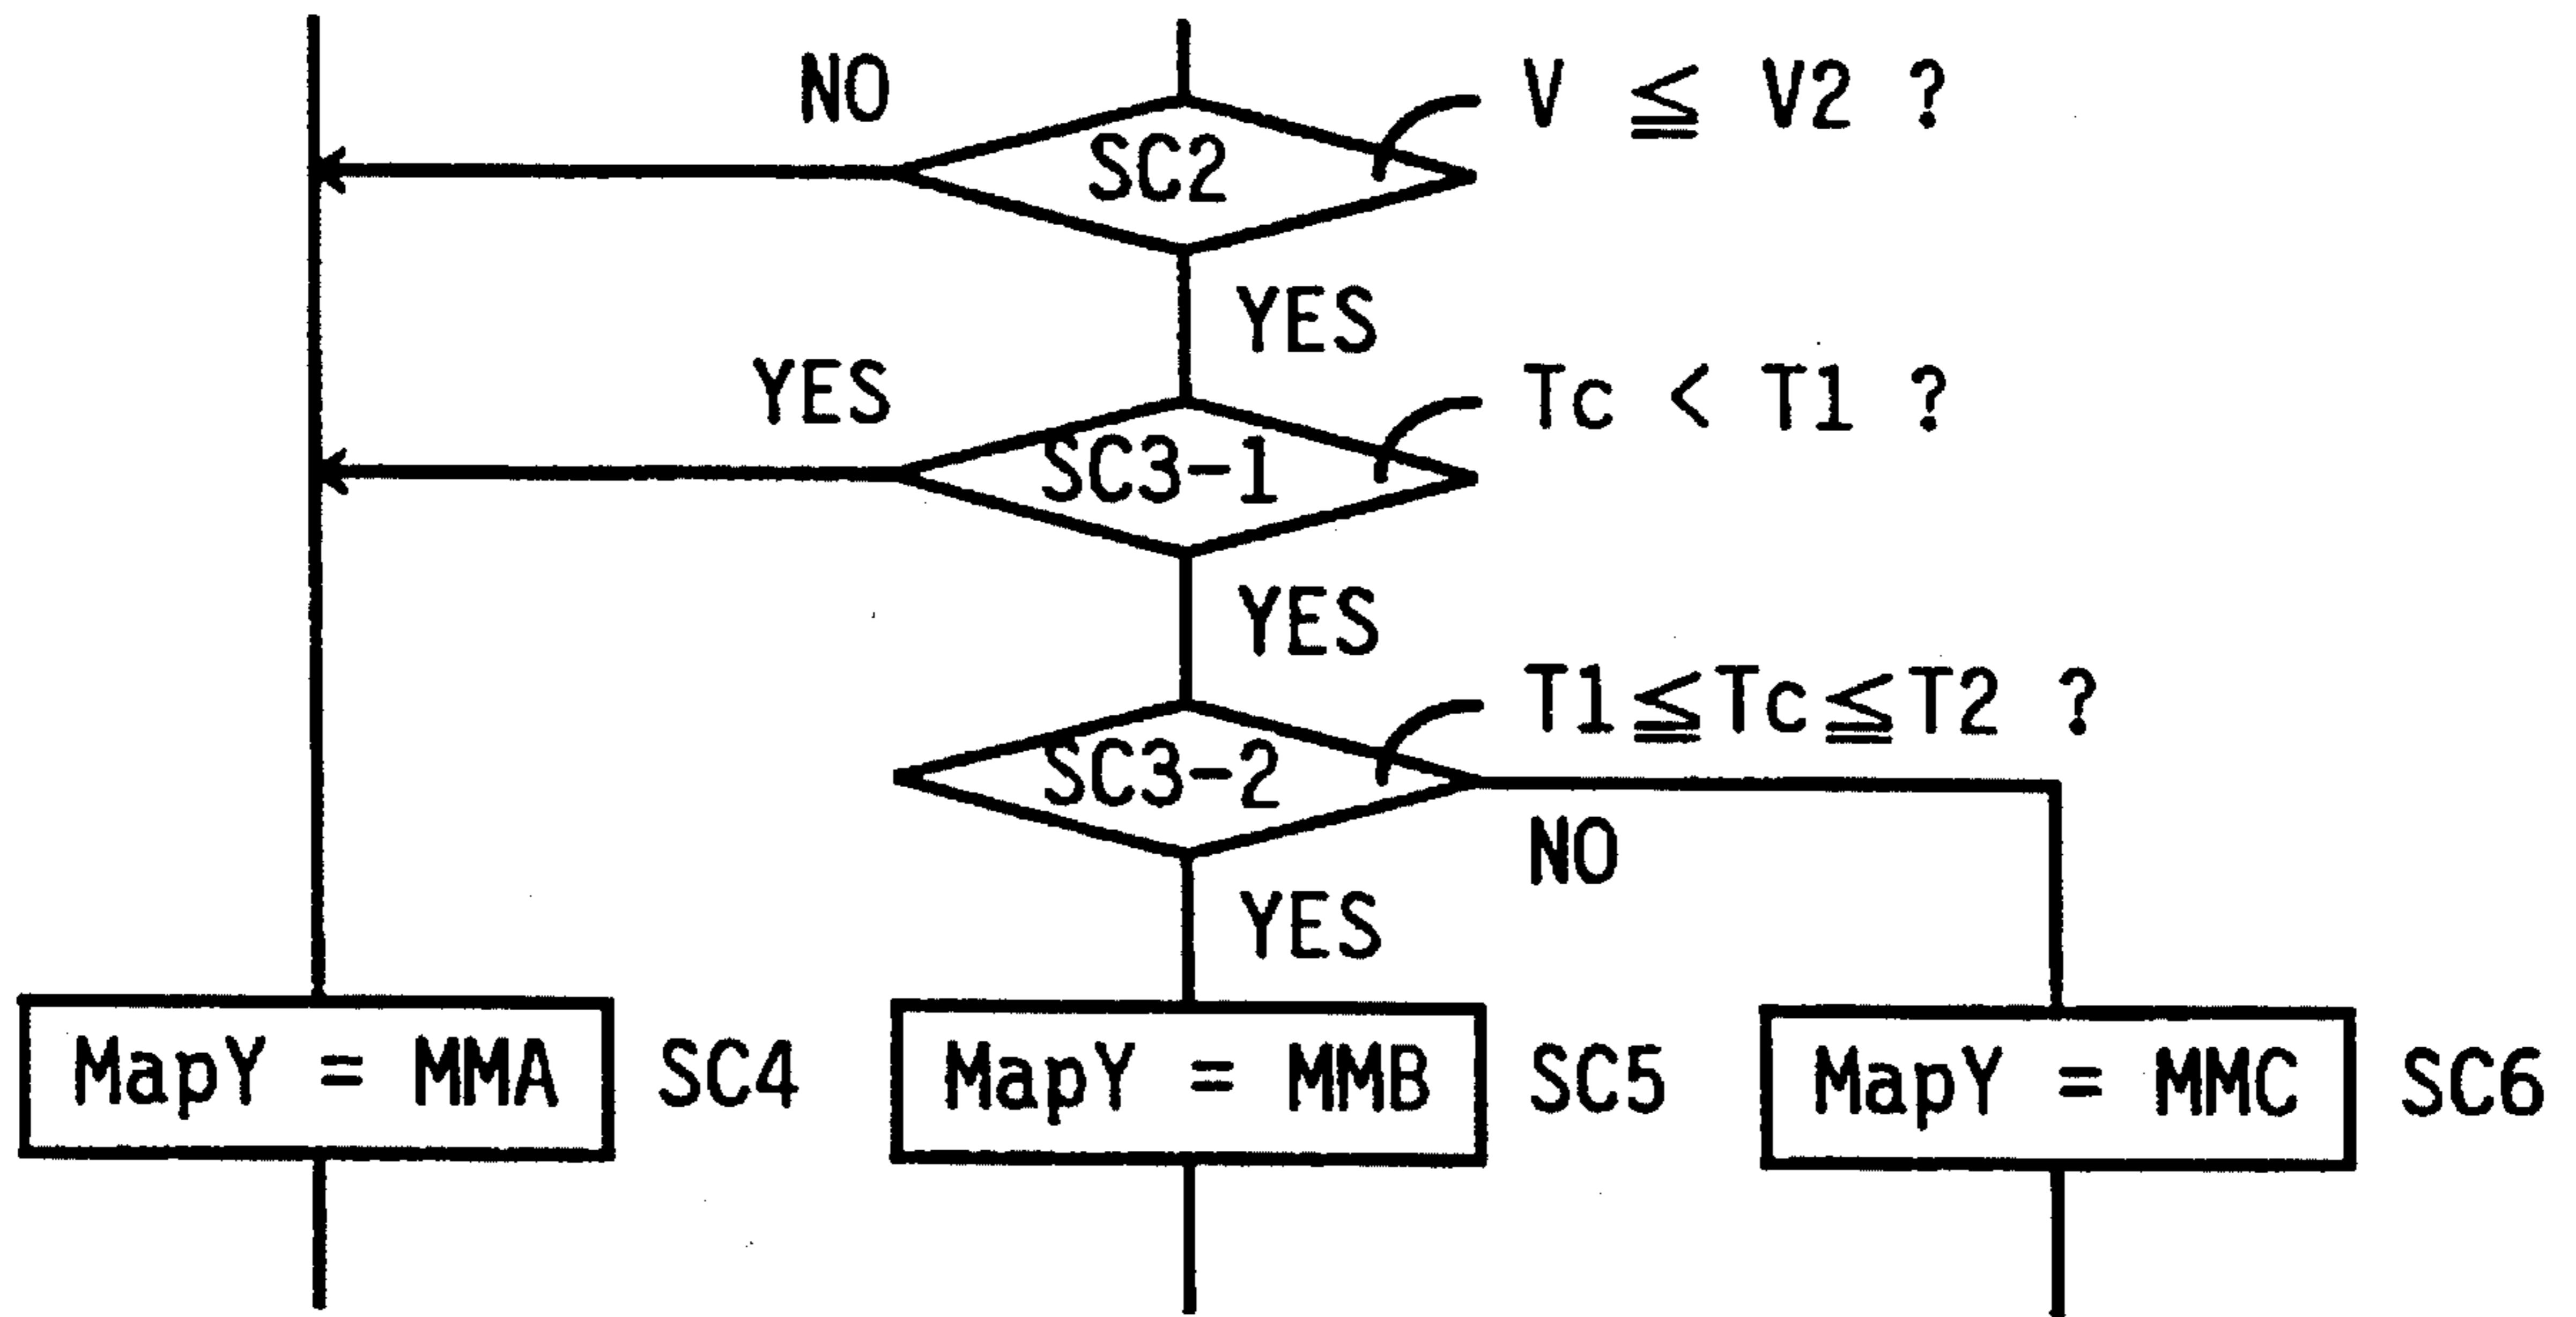 NO
V ≦ V2 ?
SC2
YES
YES
Tc < T1 ?
SC3-1
YES
T1≦Tc≦T2 ?
SC3-2
NO
YES
MapY = MMA SC4
MapY = MMB SC5
MapY = MMC SC6